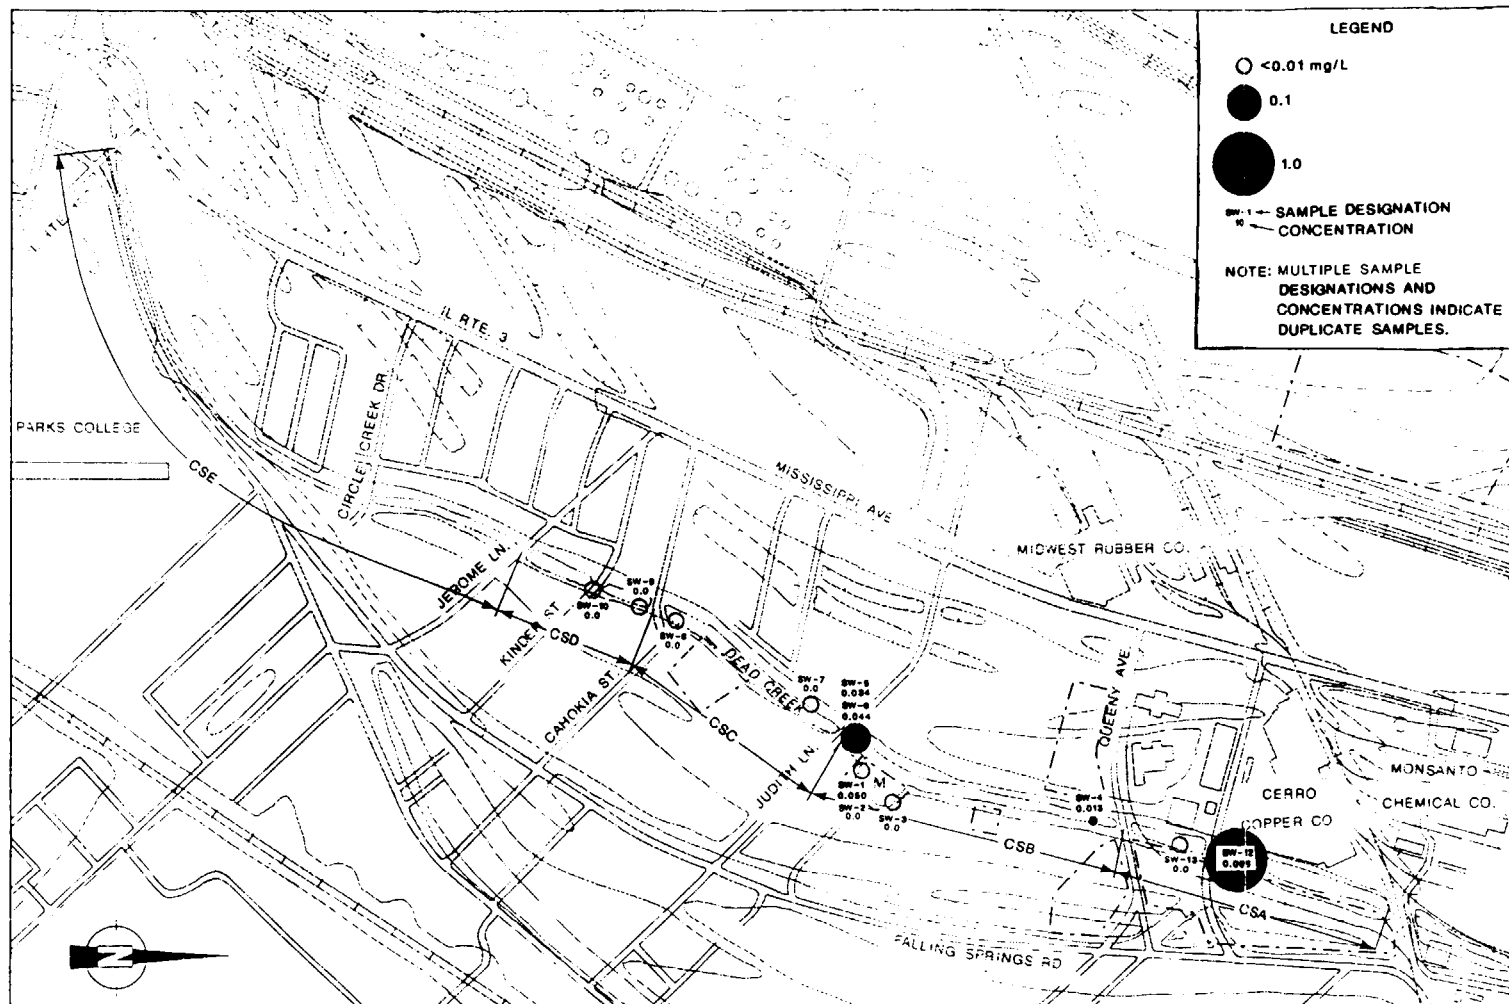 LEGEND
<0.01 mg/L
0.1
1.0
SW-1
10
SAMPLE DESIGNATION
CONCENTRATION
NOTE: MULTIPLE SAMPLE
DESIGNATIONS AND
CONCENTRATIONS INDICATE
DUPLICATE SAMPLES.
IL RTE. 3
PARKS COLLEGE
CSE
CIRCLE CREEK DR.
MISSISSIPPI AVE
MIDWEST RUBBER CO.
JEROME LN.
KINDER ST.
CSD
CAHOKIA ST.
CSC
JUDITH LN.
DEAD CREEK
SW-10
0.0
SW-9
0.0
SW-8
0.0
SW-7
0.0
SW-5
0.034
SW-6
0.044
M
SW-1
0.050
SW-2
0.0
SW-3
0.0
QUEENY AVE.
SW-4
0.013
MONSANTO
CHEMICAL CO.
CERRO
COPPER CO
SW-13
0.0
SW-12
CSB
CSA
FALLING SPRINGS RD
N